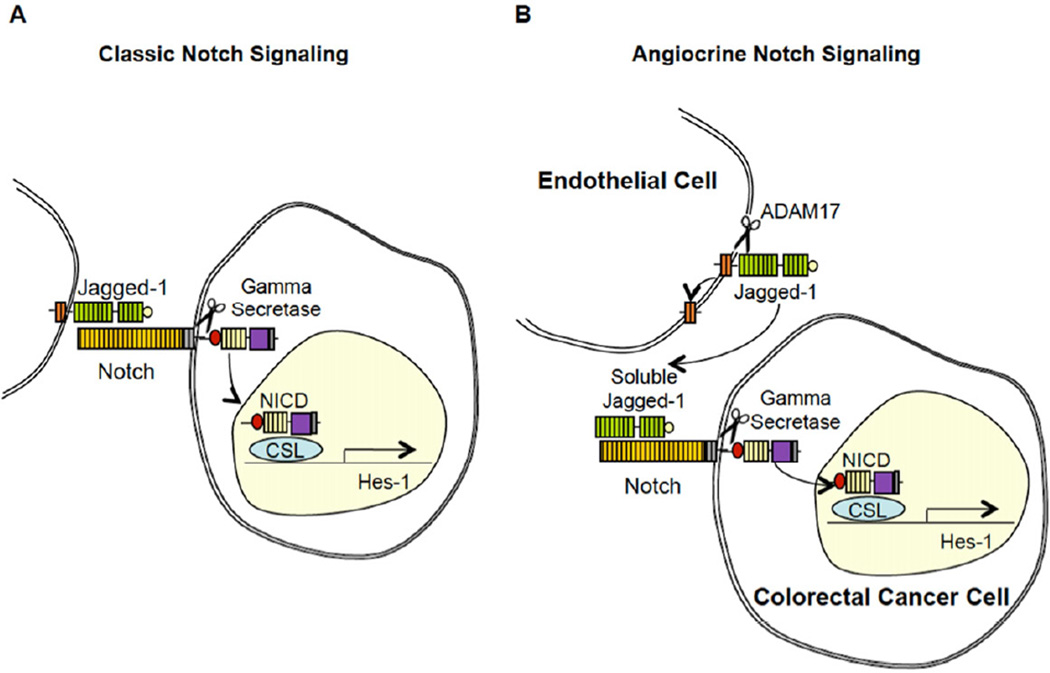 A
Classic Notch Signaling
Jagged-1
Gamma
Secretase
Notch
NICD
CSL
Hes-1
B
Angiocrine Notch Signaling
Endothelial Cell
ADAM17
Jagged-1
Soluble
Jagged-1
Gamma
Secretase
Notch
NICD
CSL
Hes-1
Colorectal Cancer Cell